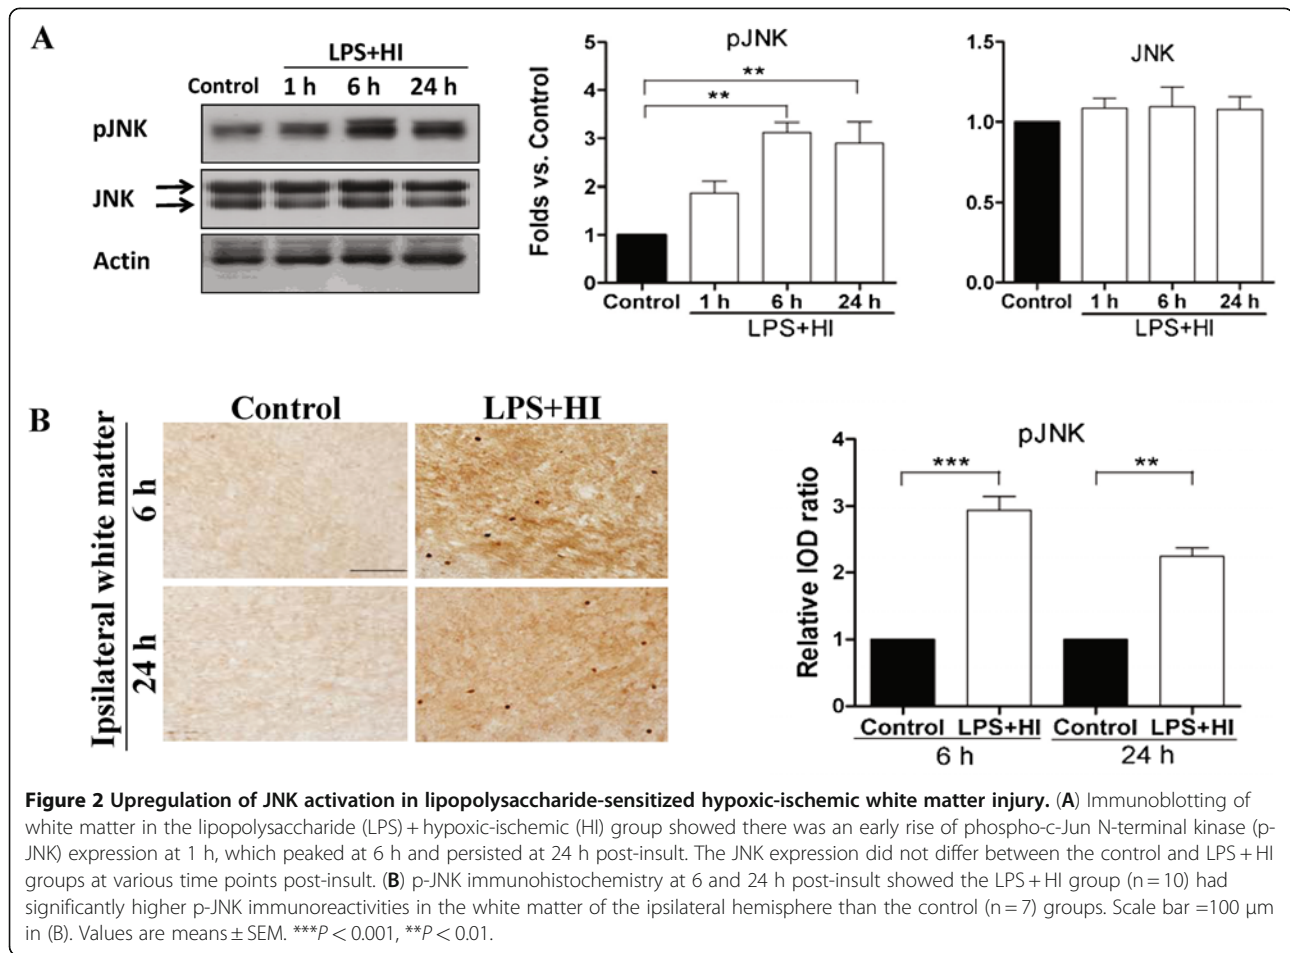 A
LPS+HI
Control 1 h 6 h 24 h
pJNK
JNK
Actin
pJNK
Folds vs. Control
5
4
3
2
1
0
**
**
Control 1 h 6 h 24 h
LPS+HI
JNK
1.5
1.0
0.5
0.0
Control 1 h 6 h 24 h
LPS+HI
B
Control LPS+HI
Ipsilateral white matter
6 h
24 h
pJNK
Relative IOD ratio
4
3
2
1
0
*** **
Control LPS+HI Control LPS+HI
6 h 24 h
Figure 2 Upregulation of JNK activation in lipopolysaccharide-sensitized hypoxic-ischemic white matter injury. (A) Immunoblotting of
white matter in the lipopolysaccharide (LPS) + hypoxic-ischemic (HI) group showed there was an early rise of phospho-c-Jun N-terminal kinase (p-
JNK) expression at 1 h, which peaked at 6 h and persisted at 24 h post-insult. The JNK expression did not differ between the control and LPS + HI
groups at various time points post-insult. (B) p-JNK immunohistochemistry at 6 and 24 h post-insult showed the LPS + HI group (n = 10) had
significantly higher p-JNK immunoreactivities in the white matter of the ipsilateral hemisphere than the control (n = 7) groups. Scale bar =100 μm
in (B). Values are means ± SEM. ***P < 0.001, **P < 0.01.